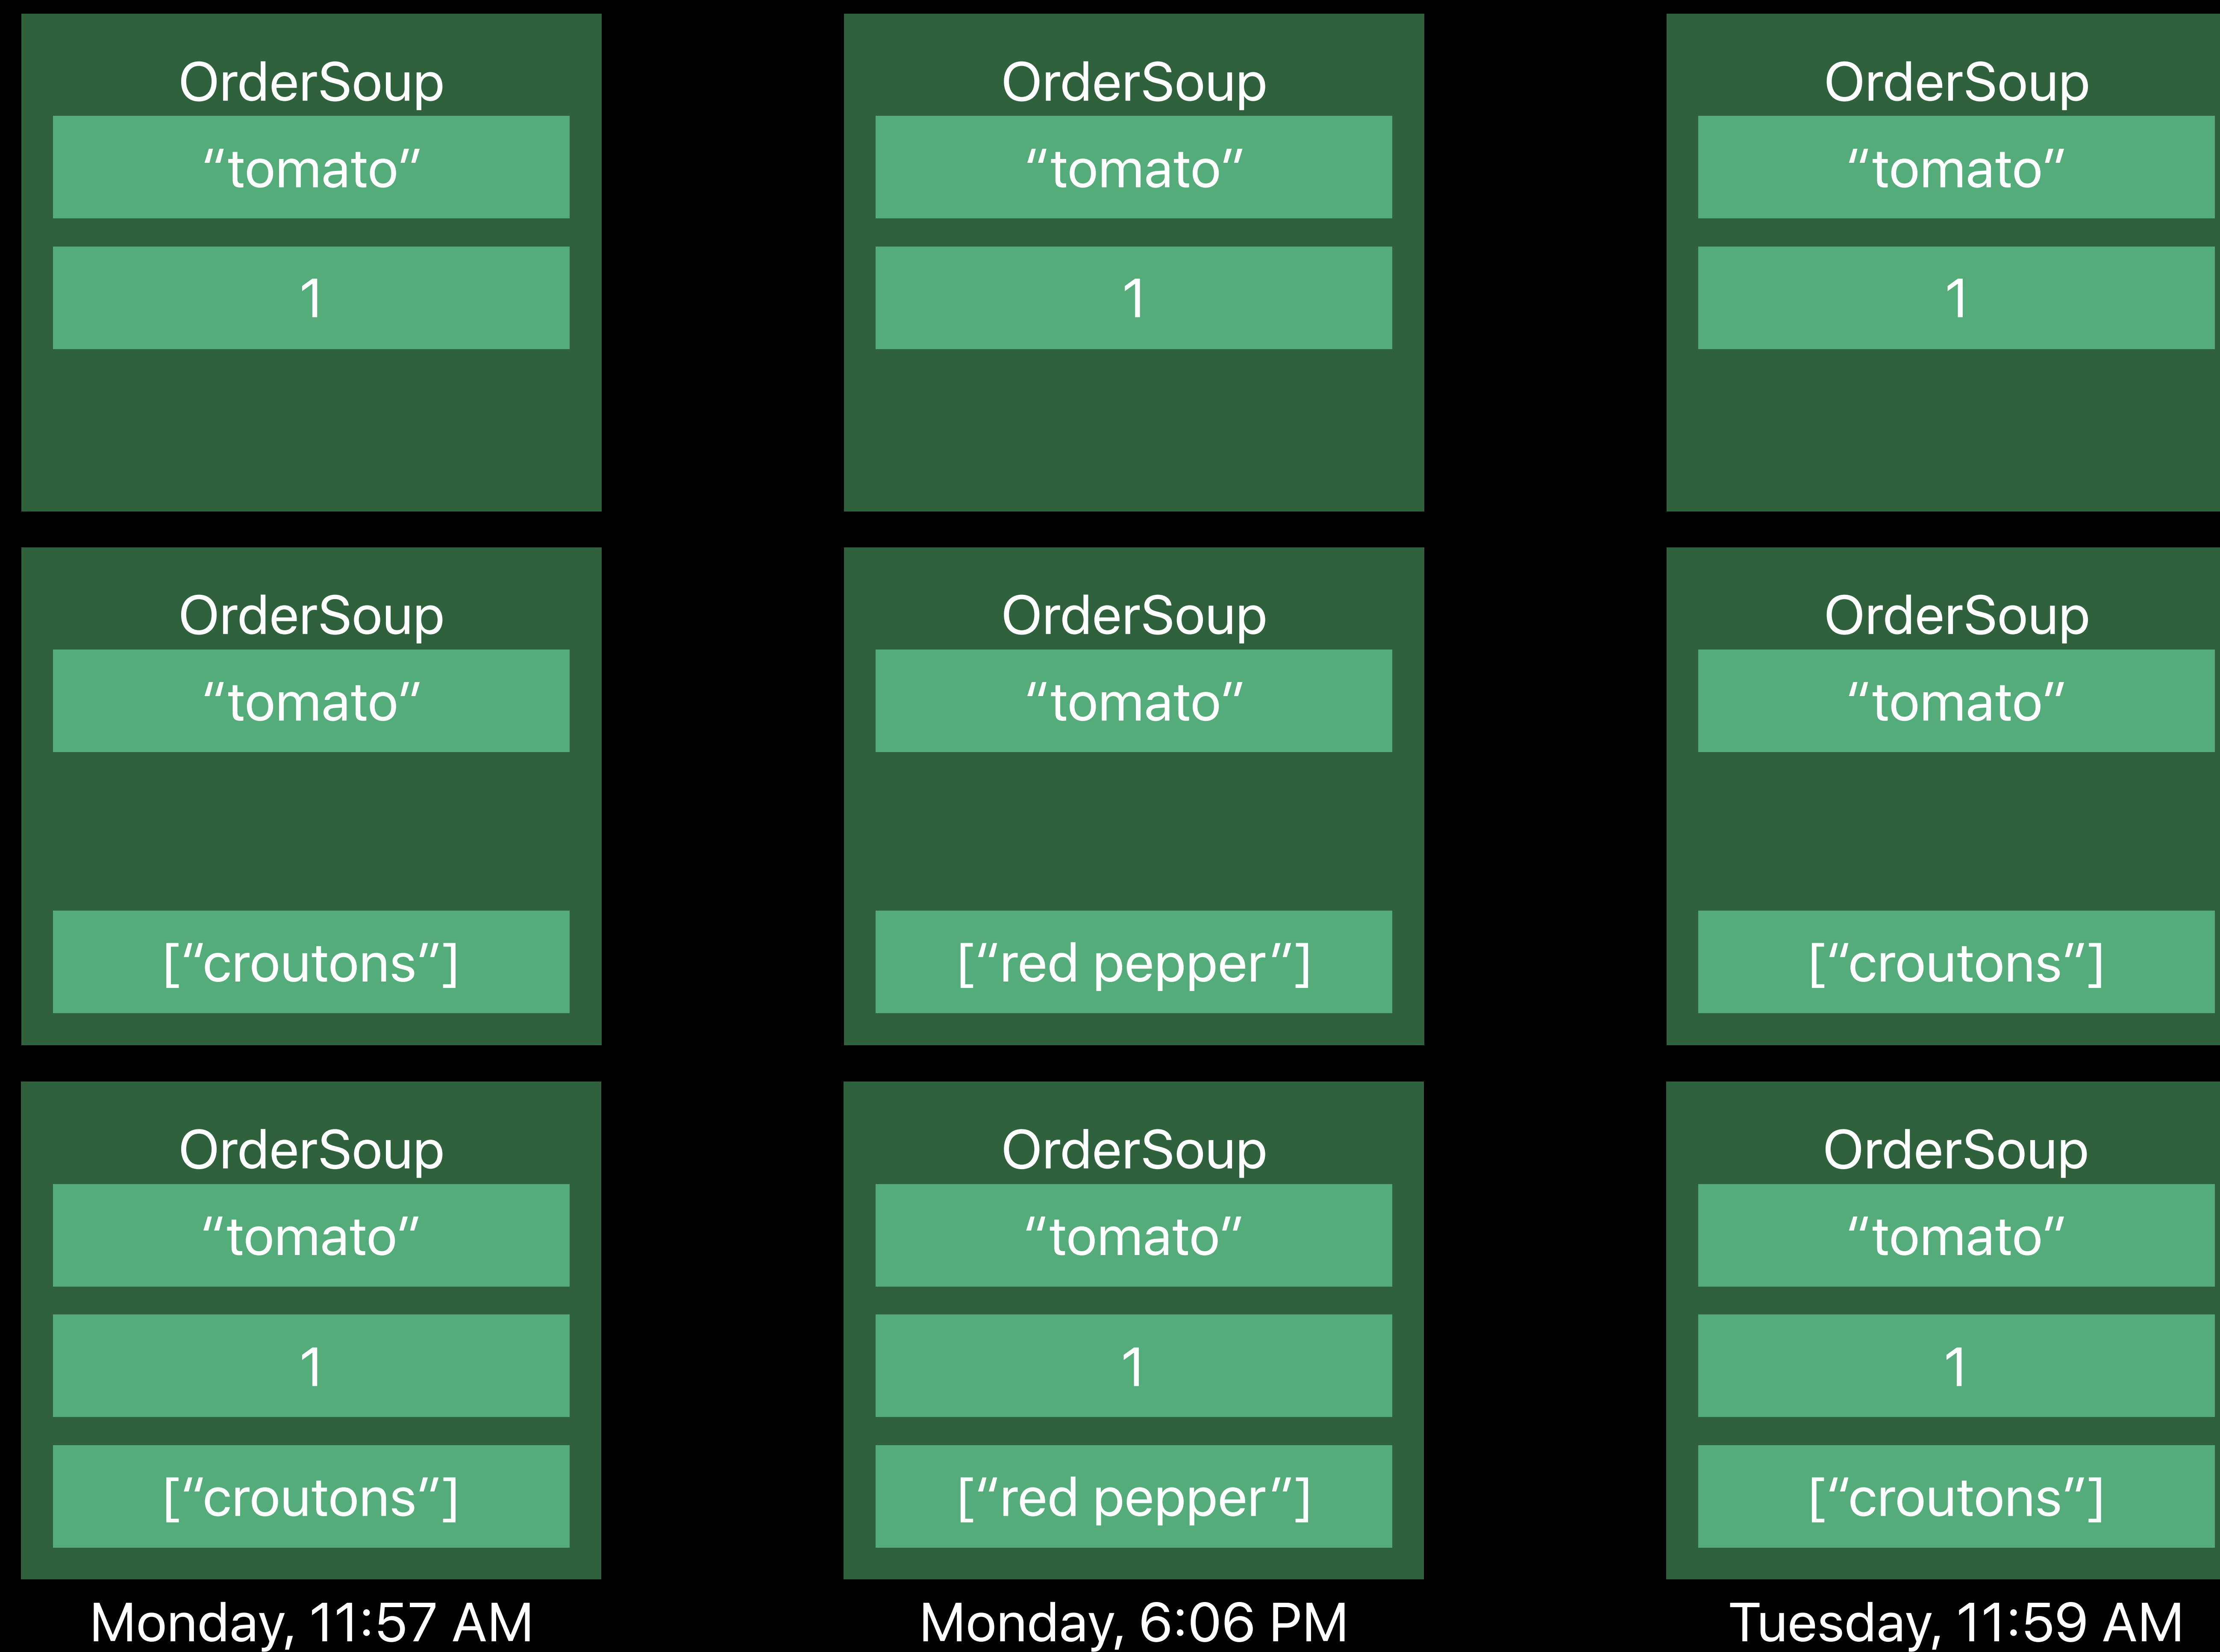 OrderSoup
“tomato”
1
OrderSoup
“tomato”
1
OrderSoup
“tomato”
1
OrderSoup
“tomato”
[“croutons”]
OrderSoup
“tomato”
[“red pepper”]
OrderSoup
“tomato”
[“croutons”]
OrderSoup
“tomato”
1
[“croutons”]
Monday, 11:57 AM
OrderSoup
“tomato”
1
[“red pepper”]
Monday, 6:06 PM
OrderSoup
“tomato”
1
[“croutons”]
Tuesday, 11:59 AM